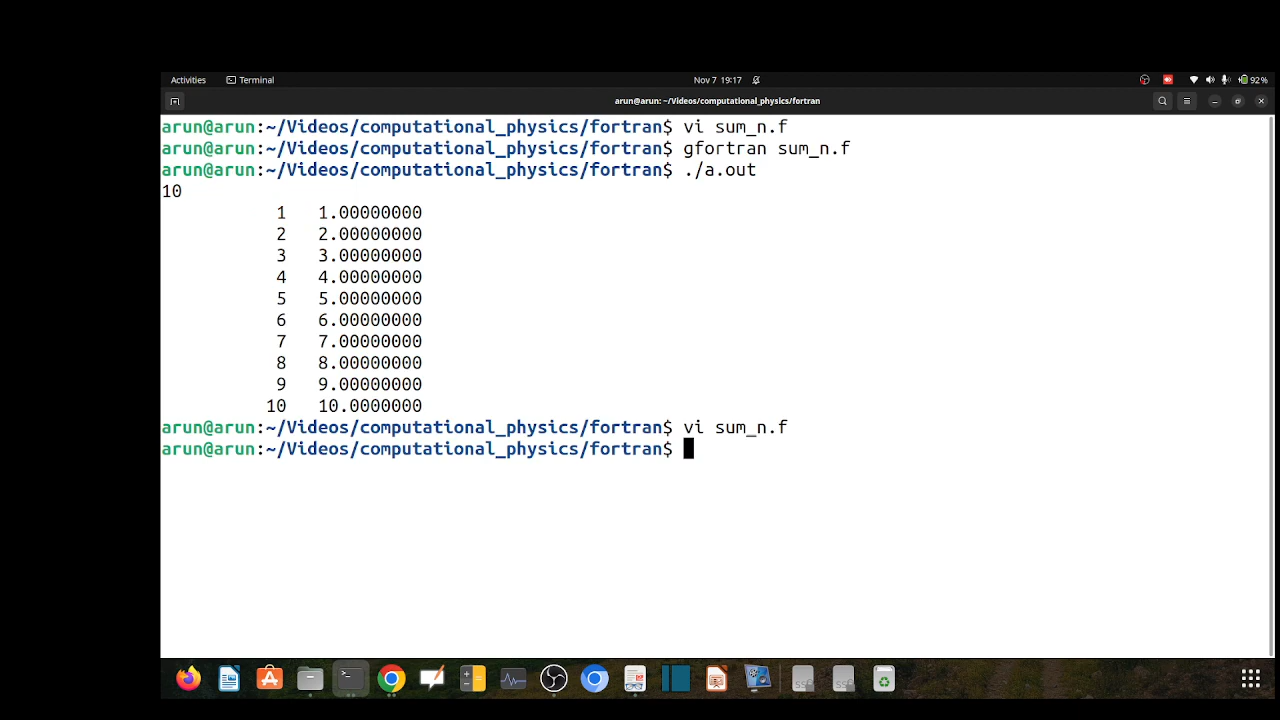 Activities Terminal Nov 7 19:17 92%
arun@arun: ~/Videos/computational_physics/fortran
arun@arun:~/Videos/computational_physics/fortran$ vi sum_n.f
arun@arun:~/Videos/computational_physics/fortran$ gfortran sum_n.f
arun@arun:~/Videos/computational_physics/fortran$ ./a.out
10
1 1.00000000
2 2.00000000
3 3.00000000
4 4.00000000
5 5.00000000
6 6.00000000
7 7.00000000
8 8.00000000
9 9.00000000
10 10.0000000
arun@arun:~/Videos/computational_physics/fortran$ vi sum_n.f
arun@arun:~/Videos/computational_physics/fortran$